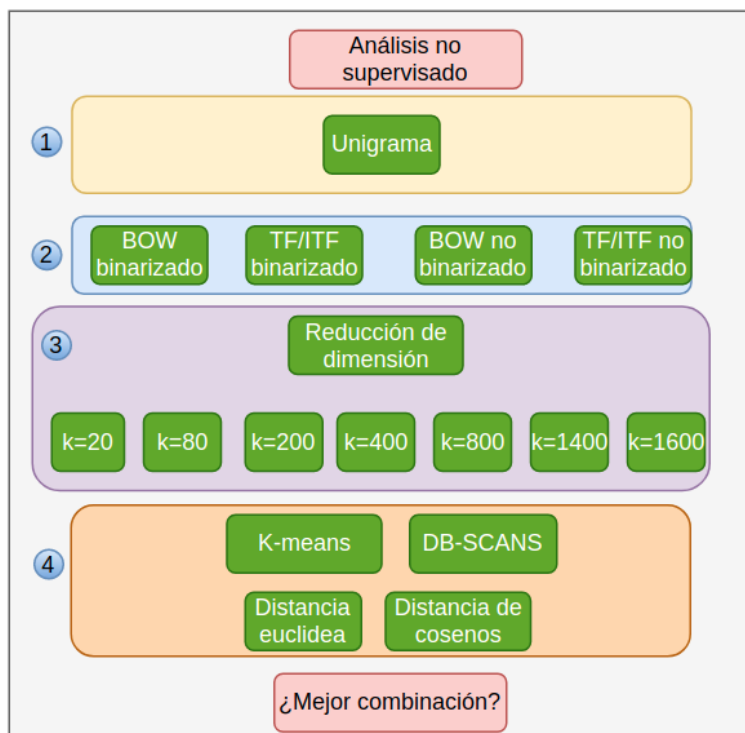 Análisis no
supervisado
1
Unigrama
2
BOW
binarizado
TF/ITF
binarizado
BOW no
binarizado
TF/ITF no
binarizado
3
Reducción de
dimensión
k=20
k=80
k=200
k=400
k=800
k=1400
k=1600
4
K-means
DB-SCANS
Distancia
euclidea
Distancia de
cosenos
¿Mejor combinación?